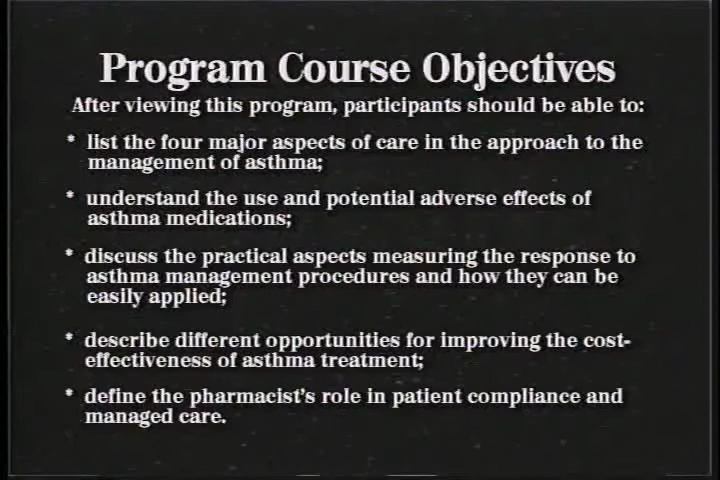 Program Course Objectives
After viewing this program, participants should be able to:
* list the four major aspects of care in the approach to the
management of asthma;
* understand the use and potential adverse effects of
asthma medications;
* discuss the practical aspects measuring the response to
asthma management procedures and how they can be
easily applied;
* describe different opportunities for improving the cost-
effectiveness of asthma treatment;
* define the pharmacist's role in patient compliance and
managed care.